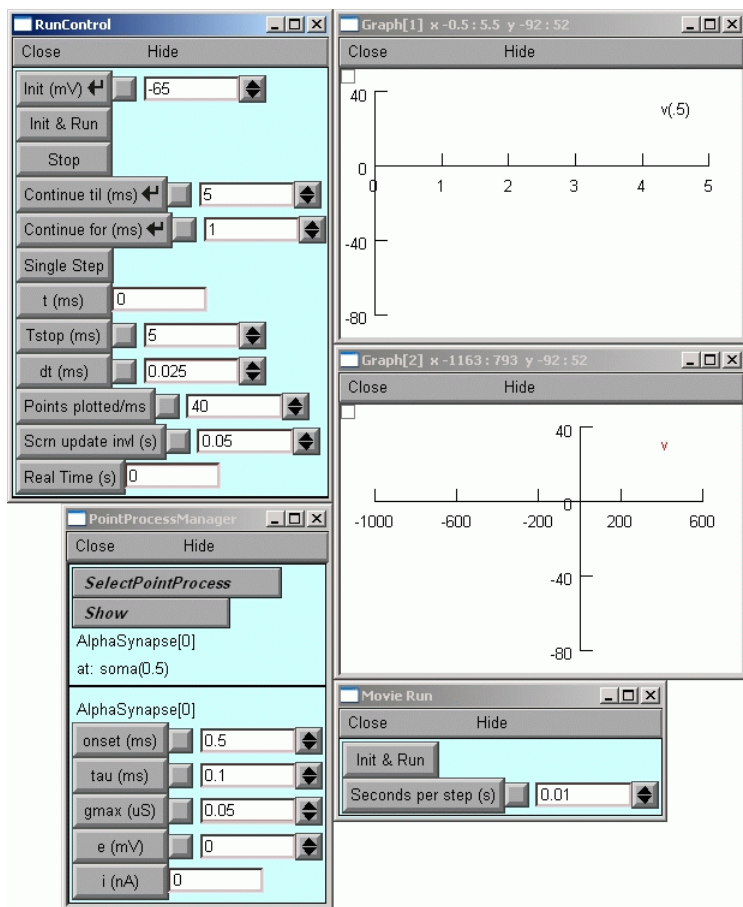 RunControl
Close Hide
Init (mV) -65
Init & Run
Stop
Continue til (ms) 5
Continue for (ms) 1
Single Step
t (ms) 0
Tstop (ms) 5
dt (ms) 0.025
Points plotted/ms 40
Scrn update invl (s) 0.05
Real Time (s) 0
Graph[1] x -0.5 : 5.5 y -92 : 52
Close Hide
40
v(.5)
0
0 1 2 3 4 5
-40
-80
Graph[2] x -1163 : 793 y -92 : 52
Close Hide
40
v
0
-1000 -600 -200 200 600
-40
-80
PointProcessManager
Close Hide
SelectPointProcess
Show
AlphaSynapse[0]
at: soma(0.5)
AlphaSynapse[0]
onset (ms) 0.5
tau (ms) 0.1
gmax (uS) 0.05
e (mV) 0
i (nA) 0
Movie Run
Close Hide
Init & Run
Seconds per step (s) 0.01